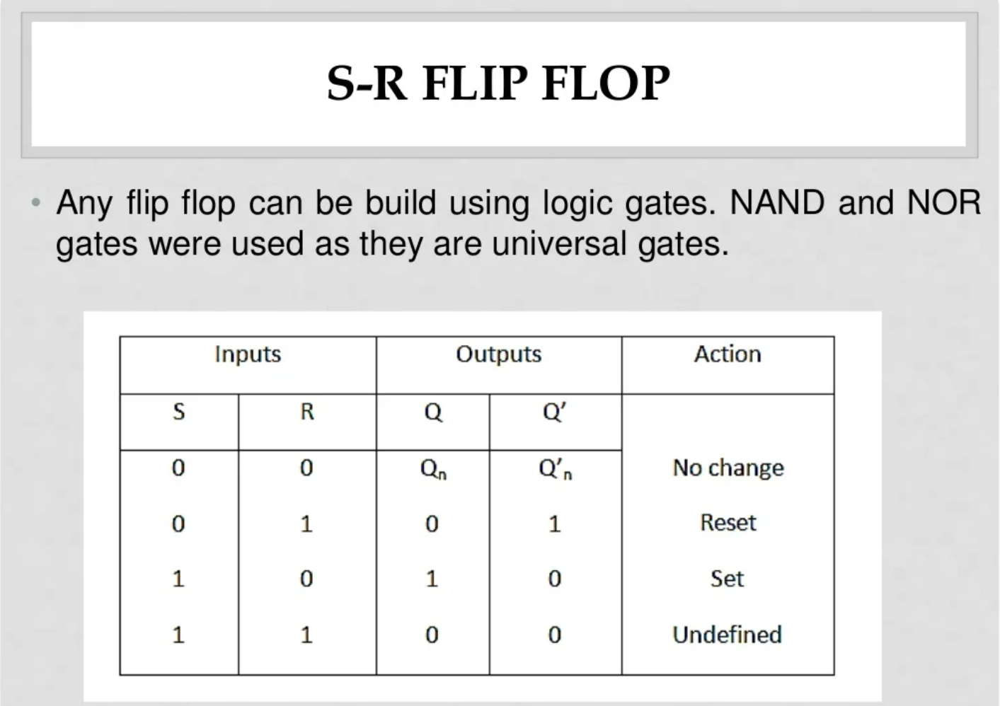 S-R FLIP FLOP
• Any flip flop can be build using logic gates. NAND and NOR
gates were used as they are universal gates.
Inputs Outputs Action
S R Q Q′
0 0 Qn Q′n No change
0 1 0 1 Reset
1 0 1 0 Set
1 1 0 0 Undefined